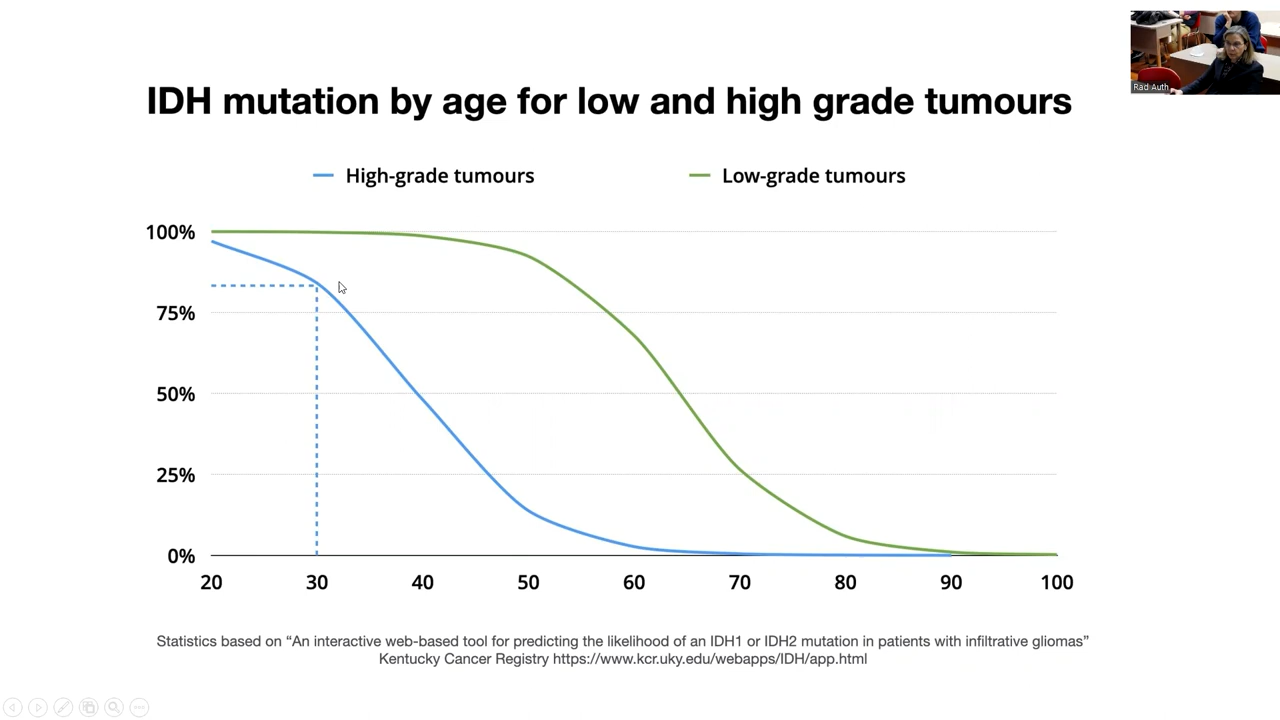 Rad Auth
IDH mutation by age for low and high grade tumours
High-grade tumours
Low-grade tumours
100%
75%
50%
25%
0%
20 30 40 50 60 70 80 90 100
Statistics based on “An interactive web-based tool for predicting the likelihood of an IDH1 or IDH2 mutation in patients with infiltrative gliomas”
Kentucky Cancer Registry https://www.kcr.uky.edu/webapps/IDH/app.html